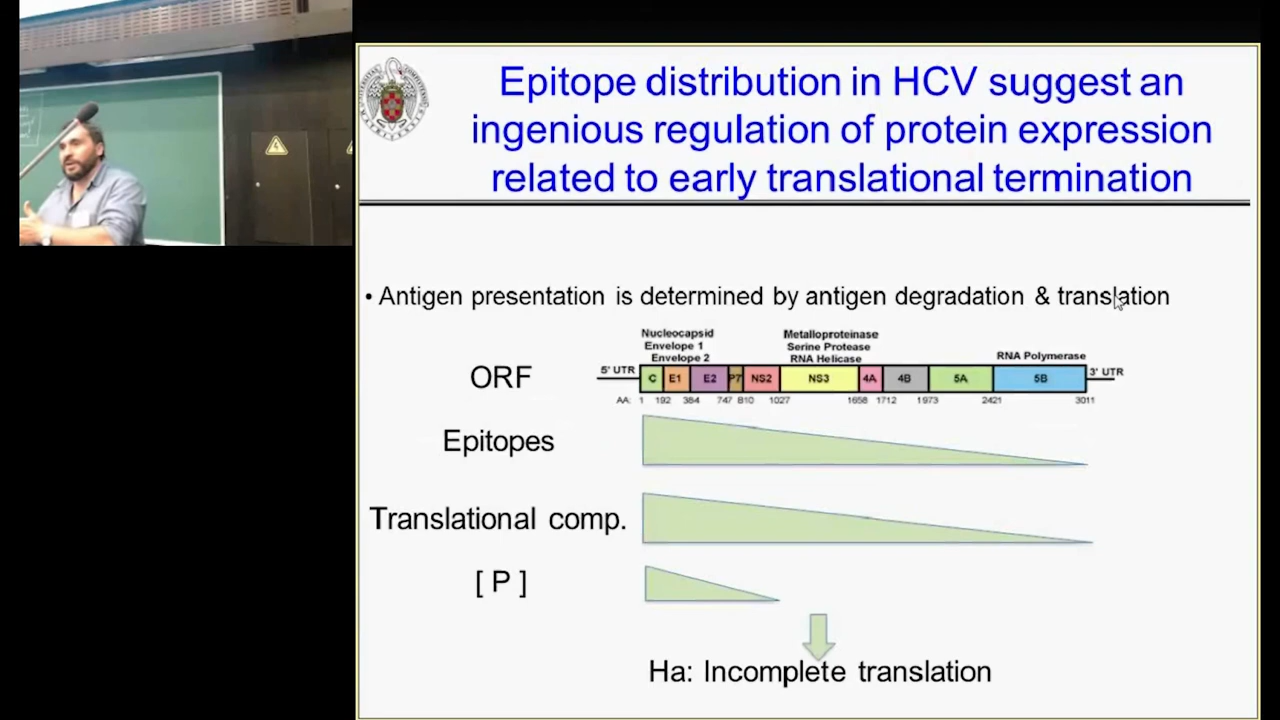 Epitope distribution in HCV suggest an
ingenious regulation of protein expression
related to early translational termination
• Antigen presentation is determined by antigen degradation & translation
Nucleocapsid
Envelope 1
Envelope 2
Metalloproteinase
Serine Protease
RNA Helicase
RNA Polymerase
ORF
5' UTR C E1 E2 P7 NS2 NS3 4A 4B 5A 5B 3' UTR
AA: 1 192 384 747 810 1027 1658 1712 1973 2421 3011
Epitopes
Translational comp.
[ P ]
Ha: Incomplete translation